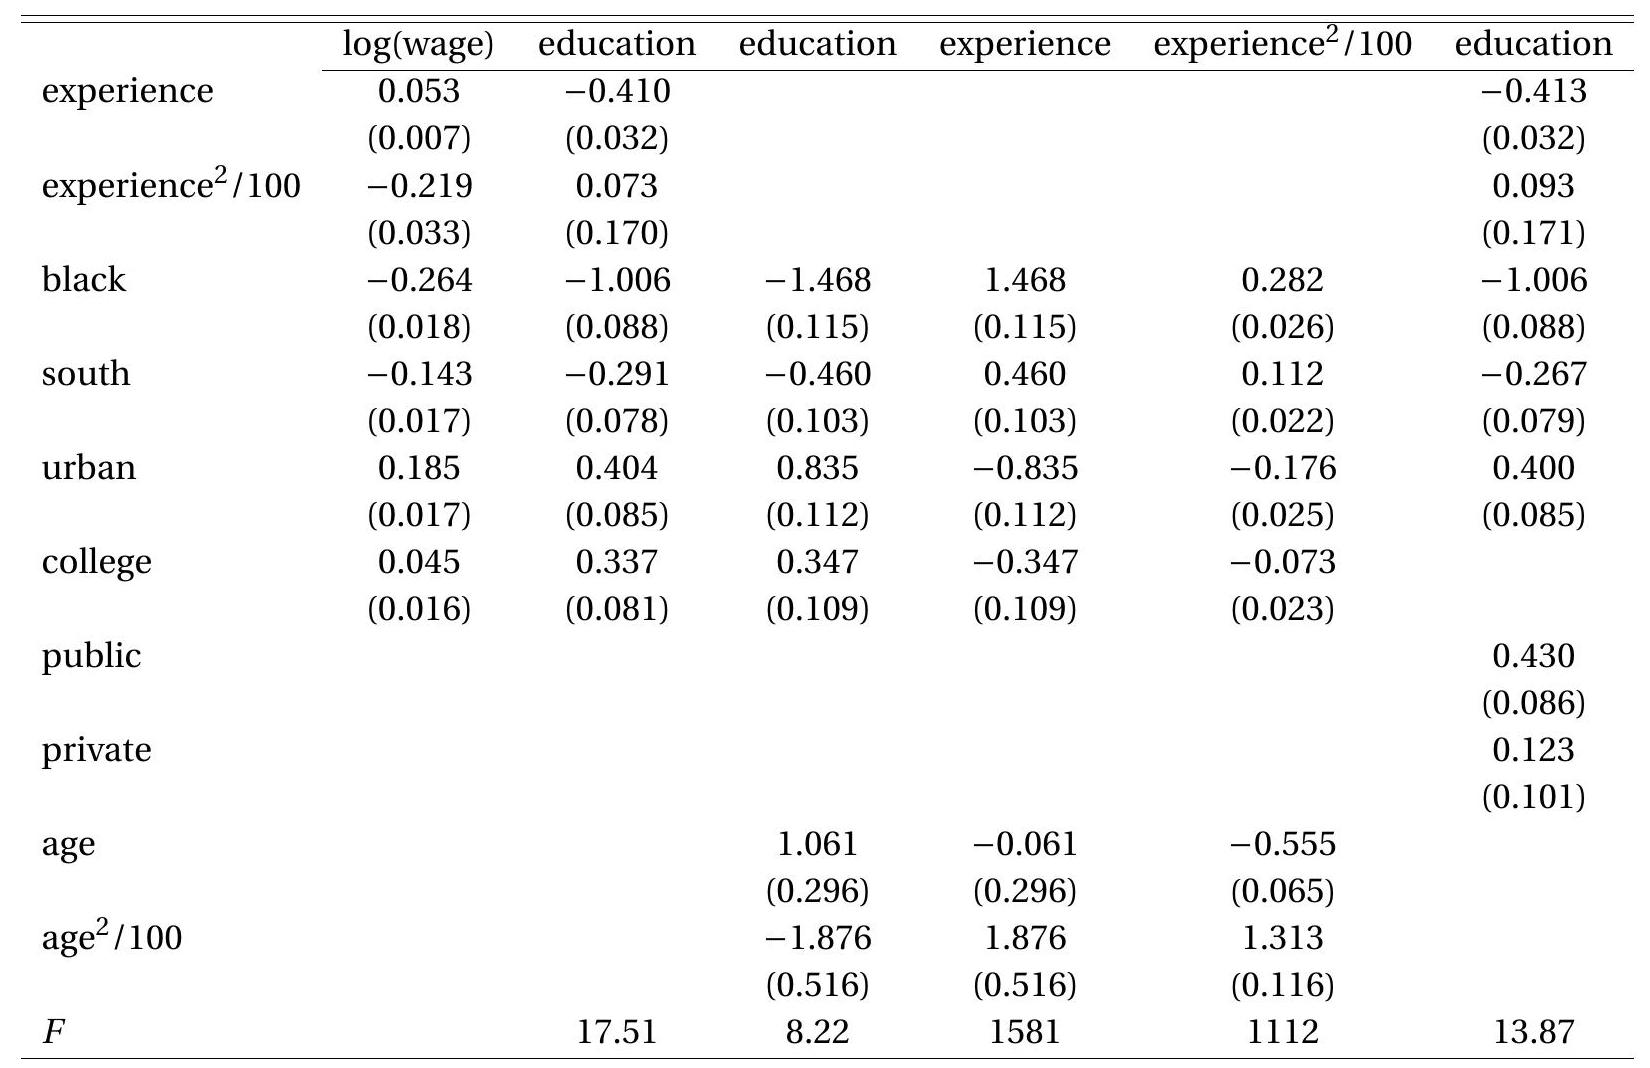 log(wage) education education experience experience²/100 education
experience 0.053 −0.410 −0.413
(0.007) (0.032) (0.032)
experience²/100 −0.219 0.073 0.093
(0.033) (0.170) (0.171)
black −0.264 −1.006 −1.468 1.468 0.282 −1.006
(0.018) (0.088) (0.115) (0.115) (0.026) (0.088)
south −0.143 −0.291 −0.460 0.460 0.112 −0.267
(0.017) (0.078) (0.103) (0.103) (0.022) (0.079)
urban 0.185 0.404 0.835 −0.835 −0.176 0.400
(0.017) (0.085) (0.112) (0.112) (0.025) (0.085)
college 0.045 0.337 0.347 −0.347 −0.073
(0.016) (0.081) (0.109) (0.109) (0.023)
public 0.430
(0.086)
private 0.123
(0.101)
age 1.061 −0.061 −0.555
(0.296) (0.296) (0.065)
age²/100 −1.876 1.876 1.313
(0.516) (0.516) (0.116)
F 17.51 8.22 1581 1112 13.87